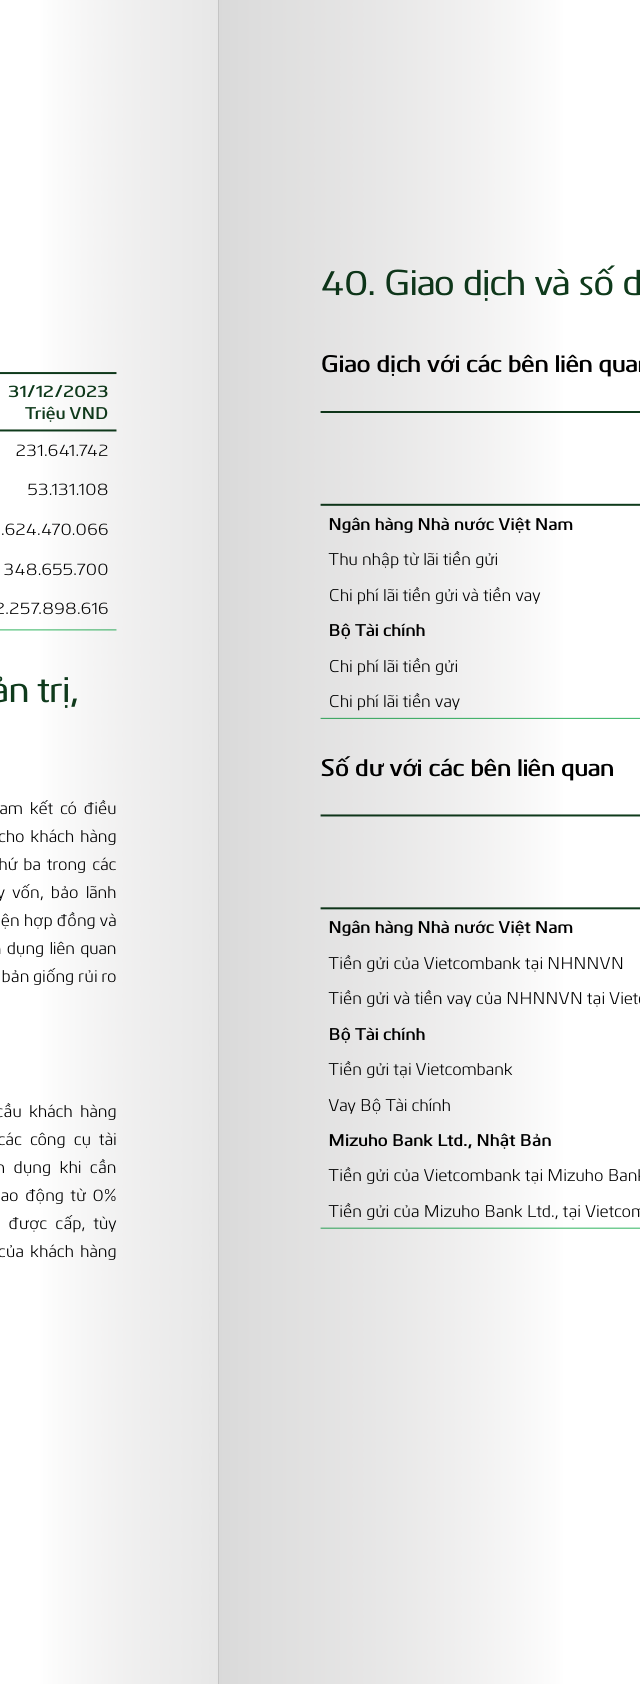 31/12/2023
Triệu VND
231.641.742
53.131.108
.624.470.066
348.655.700
2.257.898.616
ản trị,
am kết có điều
cho khách hàng
hứ ba trong các
y vốn, bảo lãnh
ện hợp đồng và
dụng liên quan
bản giống rủi ro
cầu khách hàng
các công cụ tài
n dụng khi cần
ao động từ 0%
được cấp, tùy
của khách hàng
40. Giao dịch và số d
Giao dịch với các bên liên quan
Ngân hàng Nhà nước Việt Nam
Thu nhập từ lãi tiền gửi
Chi phí lãi tiền gửi và tiền vay
Bộ Tài chính
Chi phí lãi tiền gửi
Chi phí lãi tiền vay
Số dư với các bên liên quan
Ngân hàng Nhà nước Việt Nam
Tiền gửi của Vietcombank tại NHNNVN
Tiền gửi và tiền vay của NHNNVN tại Viet
Bộ Tài chính
Tiền gửi tại Vietcombank
Vay Bộ Tài chính
Mizuho Bank Ltd., Nhật Bản
Tiền gửi của Vietcombank tại Mizuho Bank
Tiền gửi của Mizuho Bank Ltd., tại Vietcom